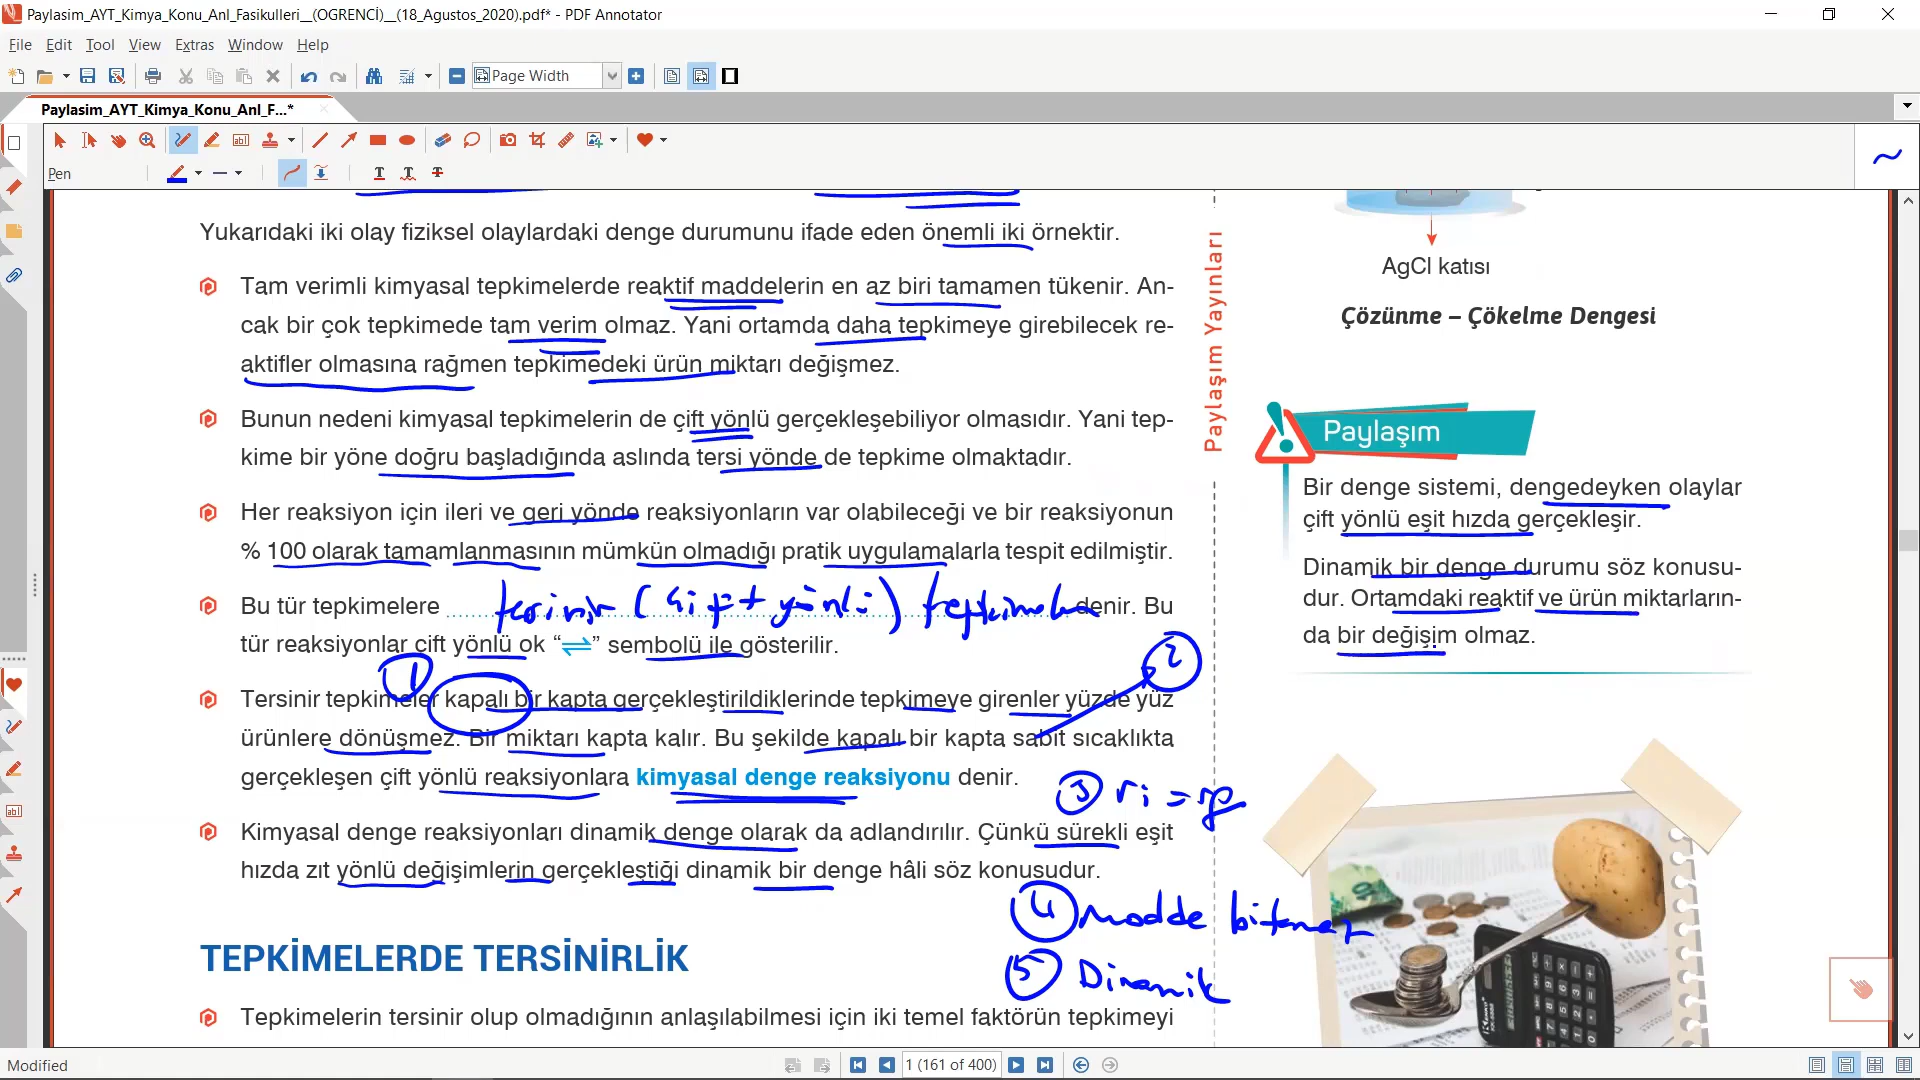 Paylasim_AYT_Kimya_Konu_Anl_Fasikulleri__(OGRENCİ)__(18_Agustos_2020).pdf* - PDF Annotator
File Edit Tool View Extras Window Help
Page Width
Paylasim_AYT_Kimya_Konu_Anl_F...*
Pen
Yukarıdaki iki olay fiziksel olaylardaki denge durumunu ifade eden önemli iki örnektir.
Tam verimli kimyasal tepkimelerde reaktif maddelerin en az biri tamamen tükenir. An-
cak bir çok tepkimede tam verim olmaz. Yani ortamda daha tepkimeye girebilecek re-
aktifler olmasına rağmen tepkimedeki ürün miktarı değişmez.
Bunun nedeni kimyasal tepkimelerin de çift yönlü gerçekleşebiliyor olmasıdır. Yani tep-
kime bir yöne doğru başladığında aslında tersi yönde de tepkime olmaktadır.
Her reaksiyon için ileri ve geri yönde reaksiyonların var olabileceği ve bir reaksiyonun
% 100 olarak tamamlanmasının mümkün olmadığı pratik uygulamalarla tespit edilmiştir.
Bu tür tepkimelere tersinir (çift yönlü) tepkimeler denir. Bu
tür reaksiyonlar çift yönlü ok “⇌” sembolü ile gösterilir.
1
2
Tersinir tepkimeler kapalı bir kapta gerçekleştirildiklerinde tepkimeye girenler yüzde yüz
ürünlere dönüşmez. Bir miktarı kapta kalır. Bu şekilde kapalı bir kapta sabit sıcaklıkta
gerçekleşen çift yönlü reaksiyonlara kimyasal denge reaksiyonu denir.
3 ri = rg
Kimyasal denge reaksiyonları dinamik denge olarak da adlandırılır. Çünkü sürekli eşit
hızda zıt yönlü değişimlerin gerçekleştiği dinamik bir denge hâli söz konusudur.
4 Madde bitmez
5 Dinamik
TEPKİMELERDE TERSİNİRLİK
Tepkimelerin tersinir olup olmadığının anlaşılabilmesi için iki temel faktörün tepkimeyi
Paylaşım Yayınları
AgCl katısı
Çözünme – Çökelme Dengesi
Paylaşım
Bir denge sistemi, dengedeyken olaylar
çift yönlü eşit hızda gerçekleşir.
Dinamik bir denge durumu söz konusu-
dur. Ortamdaki reaktif ve ürün miktarların-
da bir değişim olmaz.
Modified
1 (161 of 400)